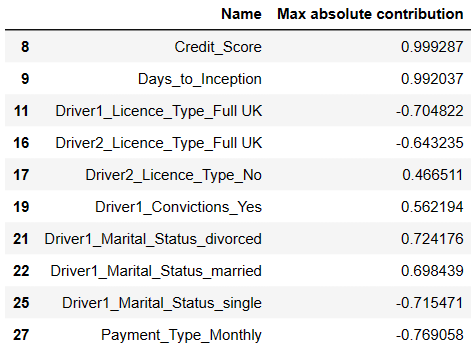 Name Max absolute contribution
8 Credit_Score 0.999287
9 Days_to_Inception 0.992037
11 Driver1_Licence_Type_Full UK -0.704822
16 Driver2_Licence_Type_Full UK -0.643235
17 Driver2_Licence_Type_No 0.466511
19 Driver1_Convictions_Yes 0.562194
21 Driver1_Marital_Status_divorced 0.724176
22 Driver1_Marital_Status_married 0.698439
25 Driver1_Marital_Status_single -0.715471
27 Payment_Type_Monthly -0.769058